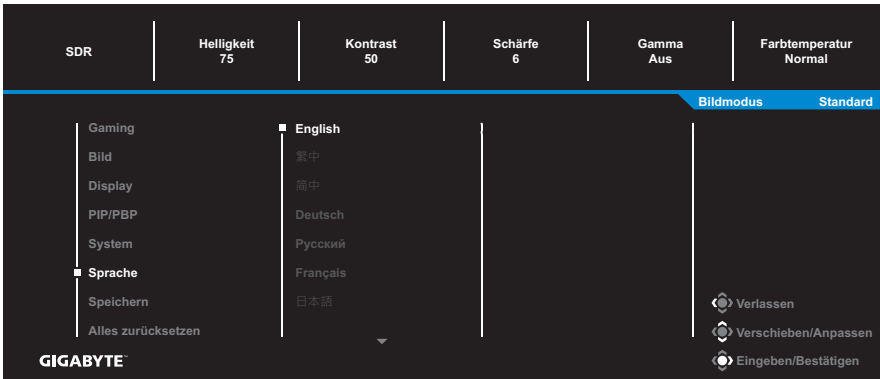 SDR
Helligkeit
75
Kontrast
50
Schärfe
6
Gamma
Aus
Farbtemperatur
Normal
Bildmodus Standard
Gaming
Bild
Display
PIP/PBP
System
Sprache
Speichern
Alles zurücksetzen
English
繁中
简中
Deutsch
Русский
Français
日本語
Verlassen
Verschieben/Anpassen
Eingeben/Bestätigen
GIGABYTE™